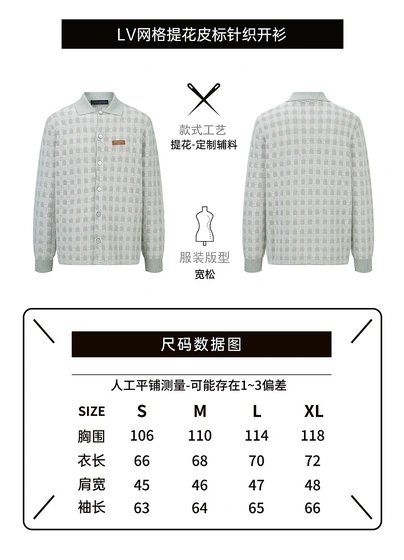 LV网格提花皮标针织开衫
款式工艺
提花-定制辅料
服装版型
宽松
尺码数据图
人工平铺测量-可能存在1~3偏差
SIZE S M L XL
胸围 106 110 114 118
衣长 66 68 70 72
肩宽 45 46 47 48
袖长 63 64 65 66